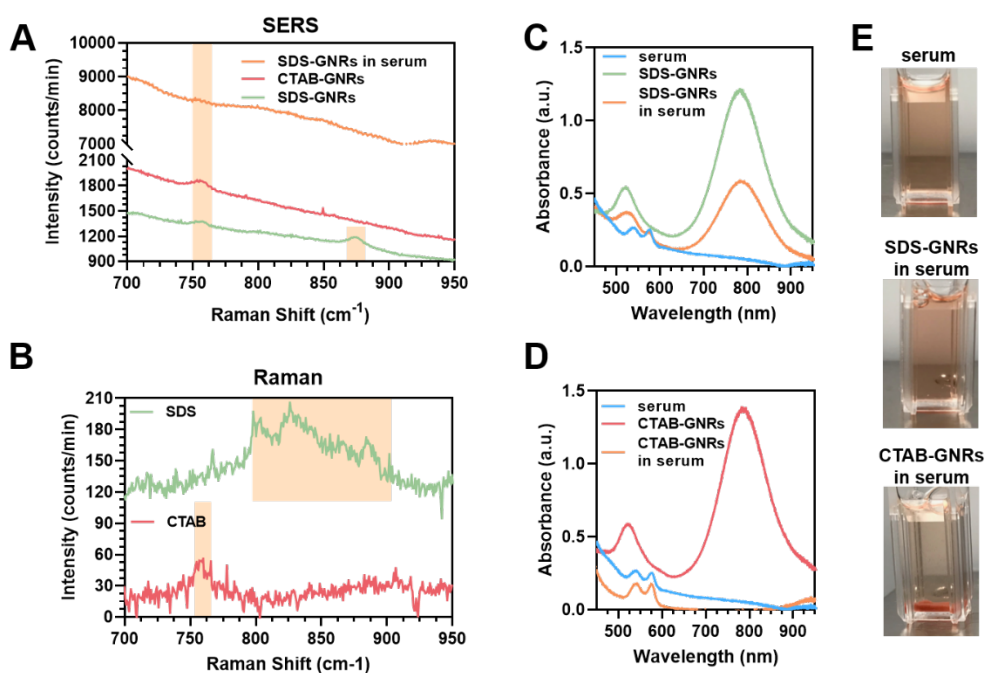 A
SERS
Intensity (counts/min)
10000
9000
8000
7000
2100
1800
1500
1200
900
SDS-GNRs in serum
CTAB-GNRs
SDS-GNRs
700 750 800 850 900 950
Raman Shift (cm-1)
B
Raman
Intensity (counts/min)
210
180
150
120
90
60
30
0
SDS
CTAB
700 750 800 850 900 950
Raman Shift (cm-1)
C
Absorbance (a.u.)
1.5
1.0
0.5
0.0
serum
SDS-GNRs
SDS-GNRs
in serum
500 600 700 800 900
Wavelength (nm)
D
Absorbance (a.u.)
1.5
1.0
0.5
0.0
serum
CTAB-GNRs
CTAB-GNRs
in serum
500 600 700 800 900
Wavelength (nm)
E
serum
SDS-GNRs
in serum
CTAB-GNRs
in serum